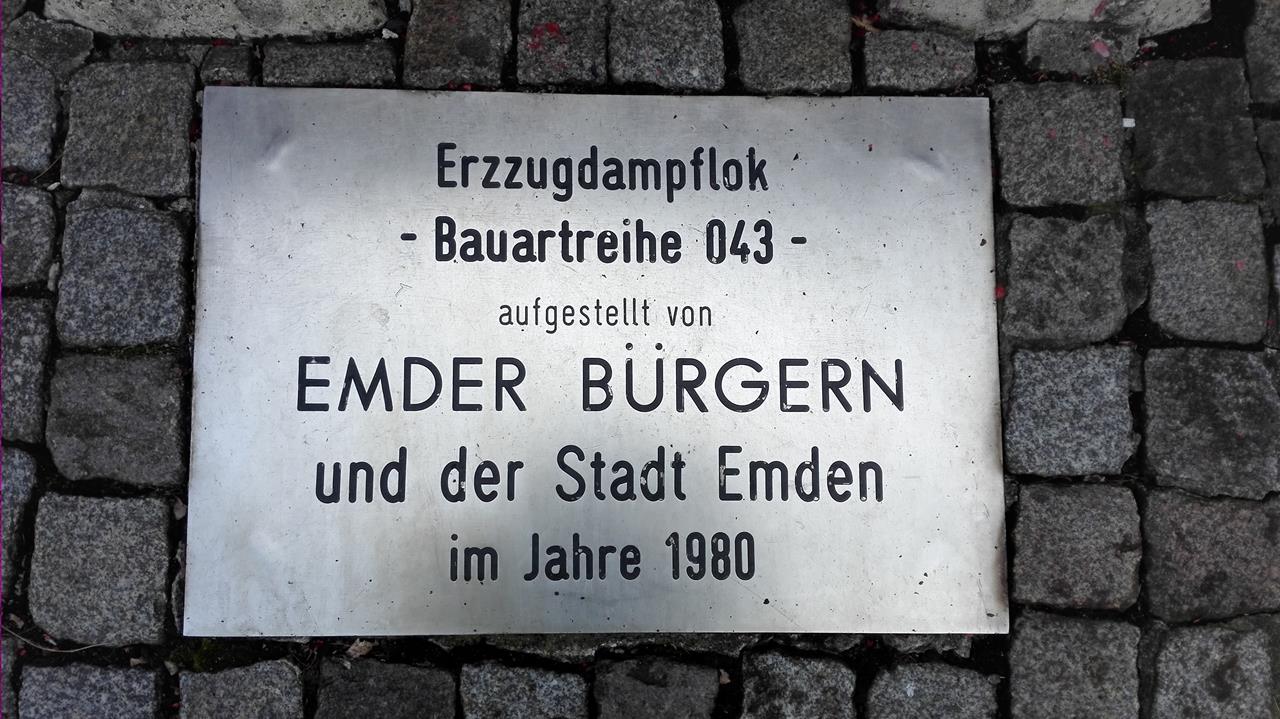 Erzzugdampflok
- Bauartreihe 043 -
aufgestellt von
EMDER BÜRGERN
und der Stadt Emden
im Jahre 1980